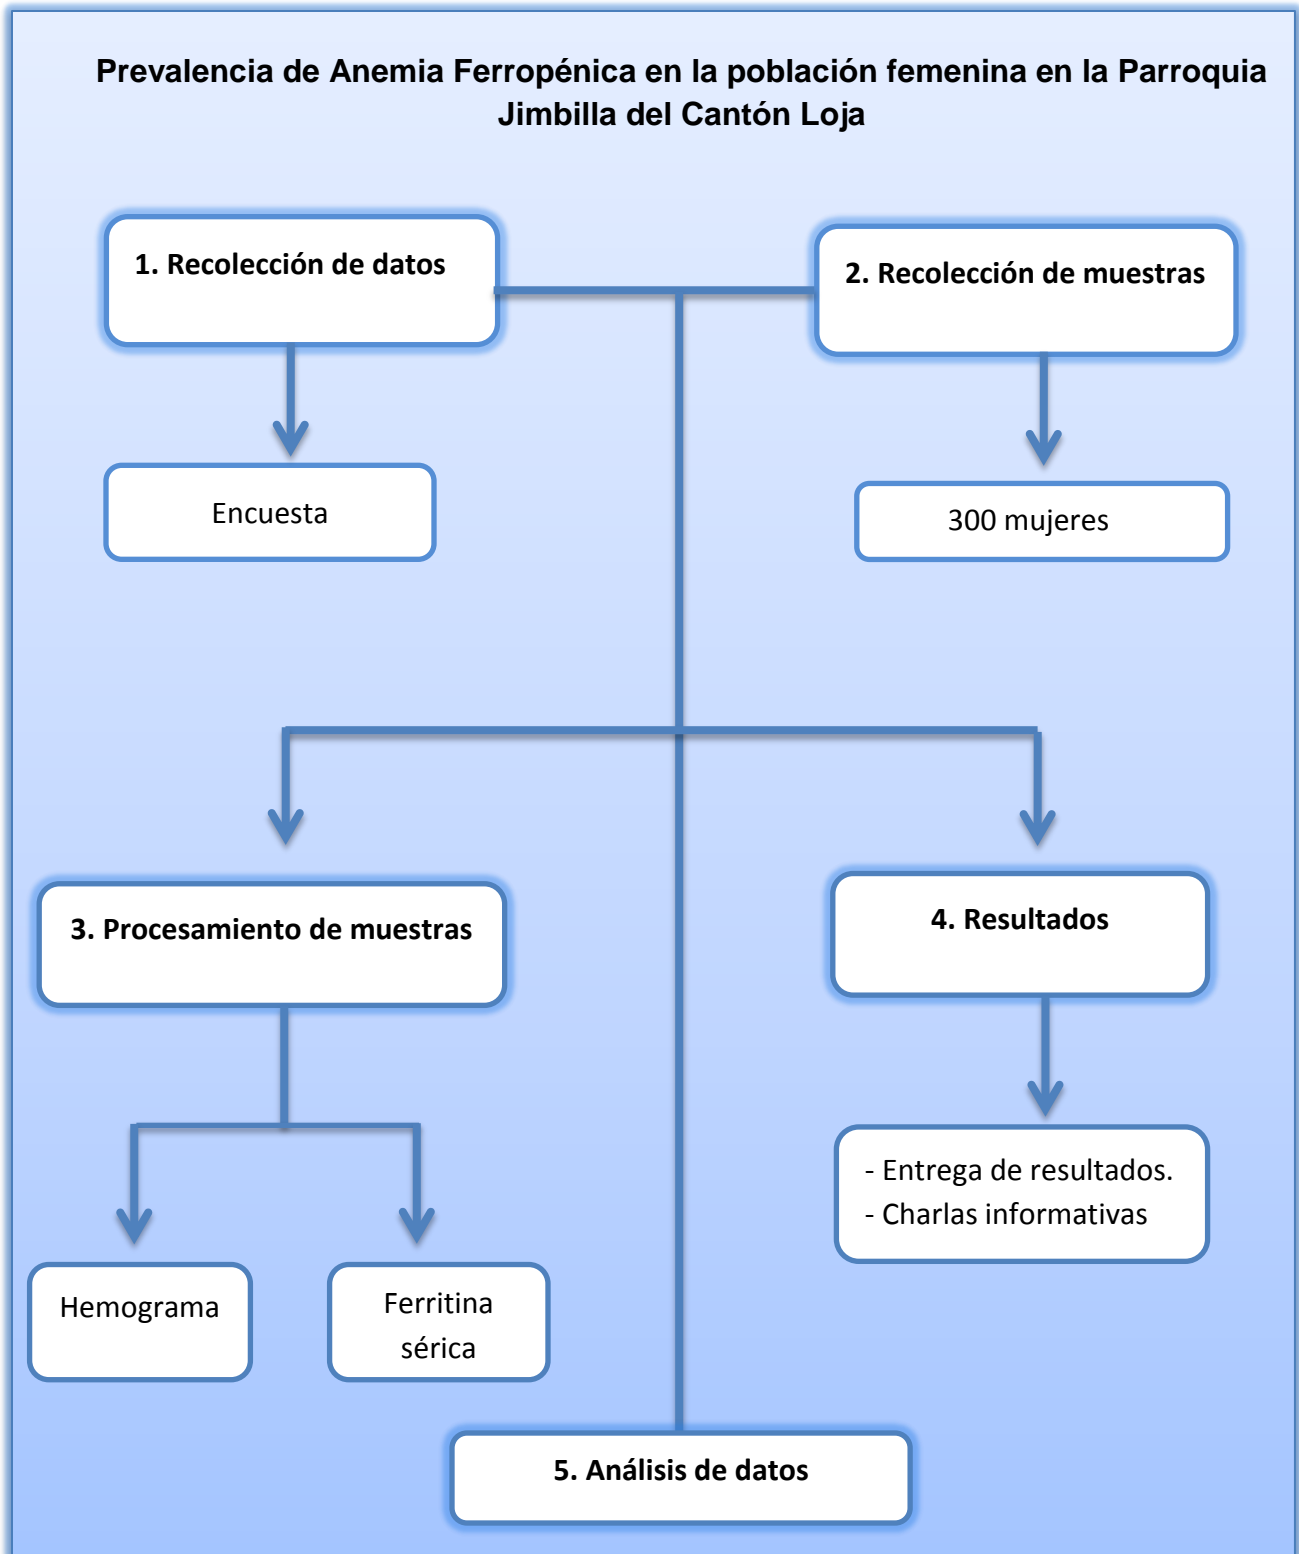 Prevalencia de Anemia Ferropénica en la población femenina en la Parroquia
Jimbilla del Cantón Loja
1. Recolección de datos
2. Recolección de muestras
Encuesta
300 mujeres
3. Procesamiento de muestras
4. Resultados
- Entrega de resultados.
- Charlas informativas
Hemograma
Ferritina
sérica
5. Análisis de datos